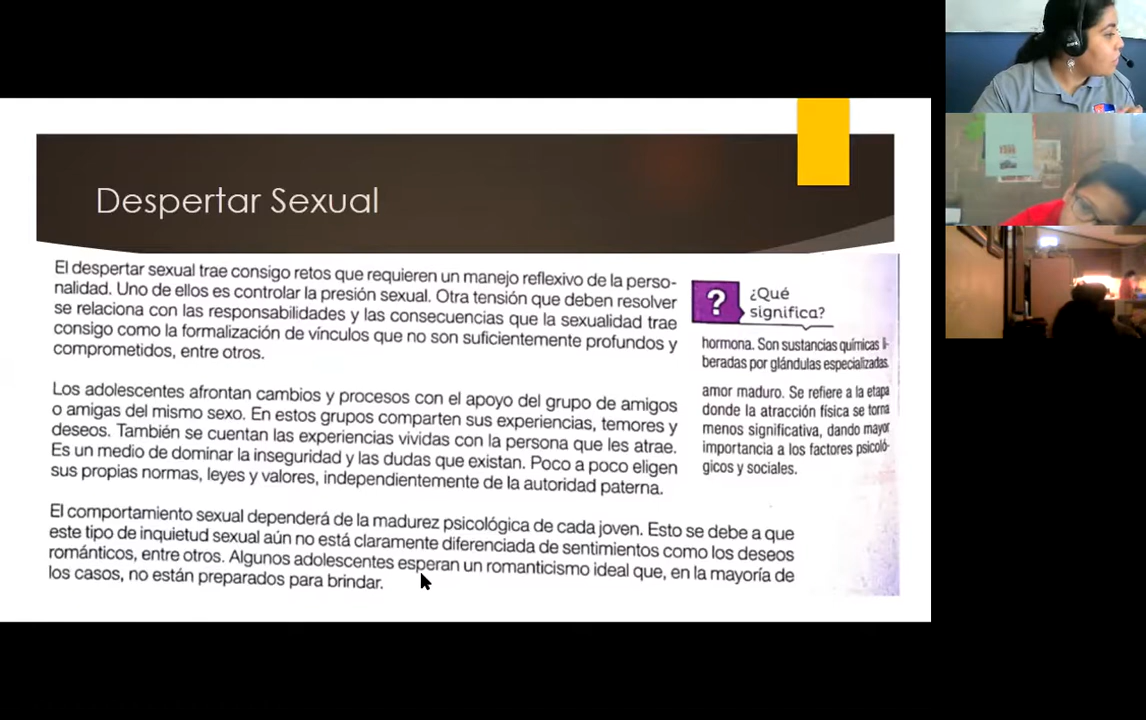 Despertar Sexual
El despertar sexual trae consigo retos que requieren un manejo reflexivo de la perso-
nalidad. Uno de ellos es controlar la presión sexual. Otra tensión que deben resolver
se relaciona con las responsabilidades y las consecuencias que la sexualidad trae
consigo como la formalización de vínculos que no son suficientemente profundos y
comprometidos, entre otros.
Los adolescentes afrontan cambios y procesos con el apoyo del grupo de amigos
o amigas del mismo sexo. En estos grupos comparten sus experiencias, temores y
deseos. También se cuentan las experiencias vividas con la persona que les atrae.
Es un medio de dominar la inseguridad y las dudas que existan. Poco a poco eligen
sus propias normas, leyes y valores, independientemente de la autoridad paterna.
El comportamiento sexual dependerá de la madurez psicológica de cada joven. Esto se debe a que
este tipo de inquietud sexual aún no está claramente diferenciada de sentimientos como los deseos
románticos, entre otros. Algunos adolescentes esperan un romanticismo ideal que, en la mayoría de
los casos, no están preparados para brindar.
?
¿Qué
significa?
hormona. Son sustancias químicas li-
beradas por glándulas especializadas.
amor maduro. Se refiere a la etapa
donde la atracción física se torna
menos significativa, dando mayor
importancia a los factores psicoló-
gicos y sociales.